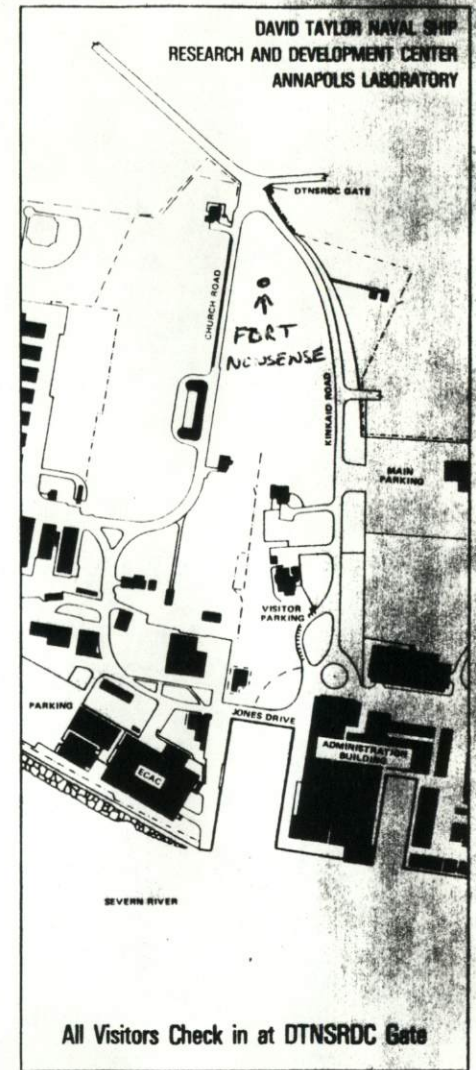 DAVID TAYLOR NAVAL SHIP
RESEARCH AND DEVELOPMENT CENTER
ANNAPOLIS LABORATORY
DTNSRDC GATE
CHURCH ROAD
FORT
NONSENSE
KINKAID ROAD
MAIN
PARKING
VISITOR
PARKING
PARKING
JONES DRIVE
ADMINISTRATION
BUILDING
ECAC
SEVERN RIVER
All Visitors Check in at DTNSRDC Gate